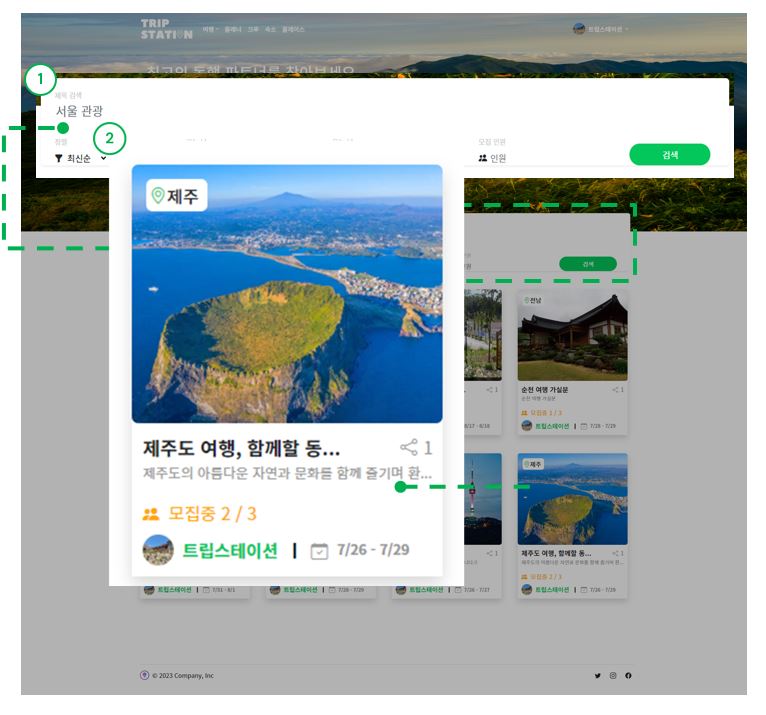 TRIP
STATION
여행 플래너 크루 숙소 플레이스
트립스테이션
최고의 동행 파트너를 찾아보세요
1
제목 검색
서울 관광
2
정렬
최신순
모집 인원
인원
검색
제주
제주도 여행, 함께할 동...
1
제주도의 아름다운 자연과 문화를 함께 즐기며 환...
모집중 2 / 3
트립스테이션 | 7/26 - 7/29
검색
전남
순천 여행 가실분
1
순천 여행 가실분
모집중 1 / 3
트립스테이션 | 7/28 - 7/29
8/17 - 8/18
제주
제주도 여행, 함께할 동...
1
제주도의 아름다운 자연과 문화를 함께 즐기며 환...
모집중 2 / 3
트립스테이션 | 7/26 - 7/29
1
트립스테이션 | 7/31 - 8/1
트립스테이션 | 7/28 - 7/29
트립스테이션 | 7/26 - 7/27
© 2023 Company, Inc